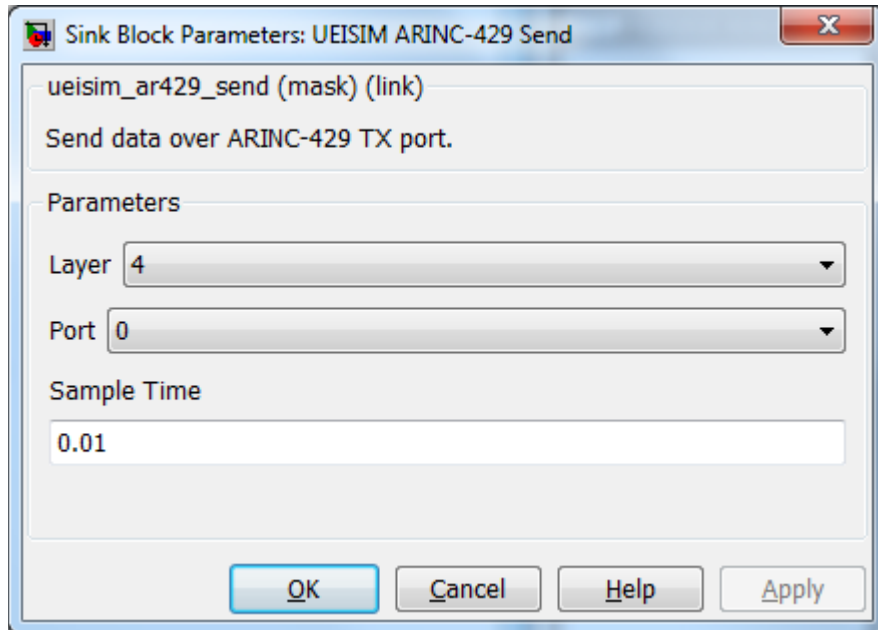 Sink Block Parameters: UEISIM ARINC-429 Send
ueisim_ar429_send (mask) (link)
Send data over ARINC-429 TX port.
Parameters
Layer 4
Port 0
Sample Time
0.01
OK Cancel Help Apply